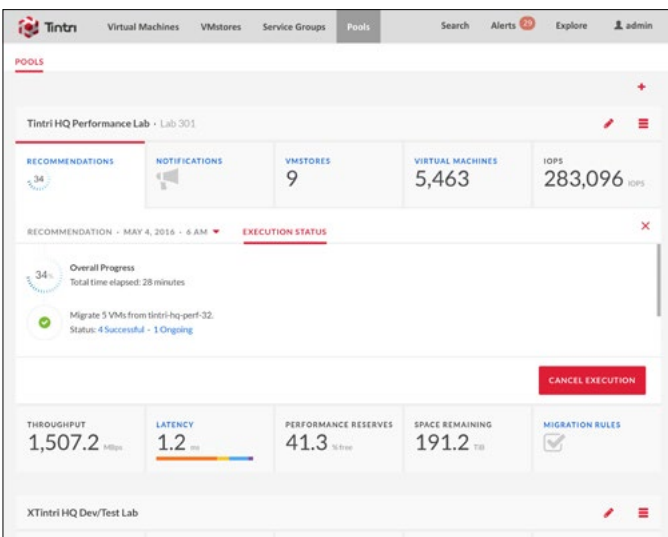 Tintri Virtual Machines VMstores Service Groups Pools Search Alerts 29 Explore admin
POOLS
+
Tintri HQ Performance Lab · Lab 301
RECOMMENDATIONS NOTIFICATIONS VMSTORES VIRTUAL MACHINES IOPS
34 9 5,463 283,096 IOPS
RECOMMENDATION - MAY 4, 2016 - 6 AM EXECUTION STATUS
34% Overall Progress
Total time elapsed: 28 minutes
Migrate 5 VMs from tintri-hq-perf-32.
Status: 4 Successful - 1 Ongoing
CANCEL EXECUTION
THROUGHPUT LATENCY PERFORMANCE RESERVES SPACE REMAINING MIGRATION RULES
1,507.2 MBps 1.2 ms 41.3 % free 191.2 TiB
XTintri HQ Dev/Test Lab